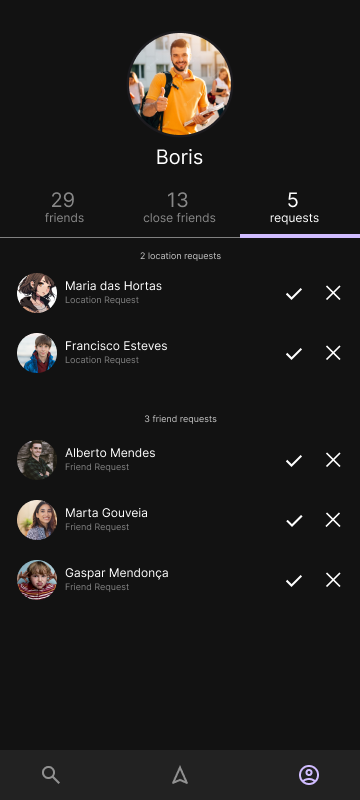 Boris
29 13 5
friends close friends requests
2 location requests
Maria das Hortas
Location Request
Francisco Esteves
Location Request
3 friend requests
Alberto Mendes
Friend Request
Marta Gouveia
Friend Request
Gaspar Mendonça
Friend Request